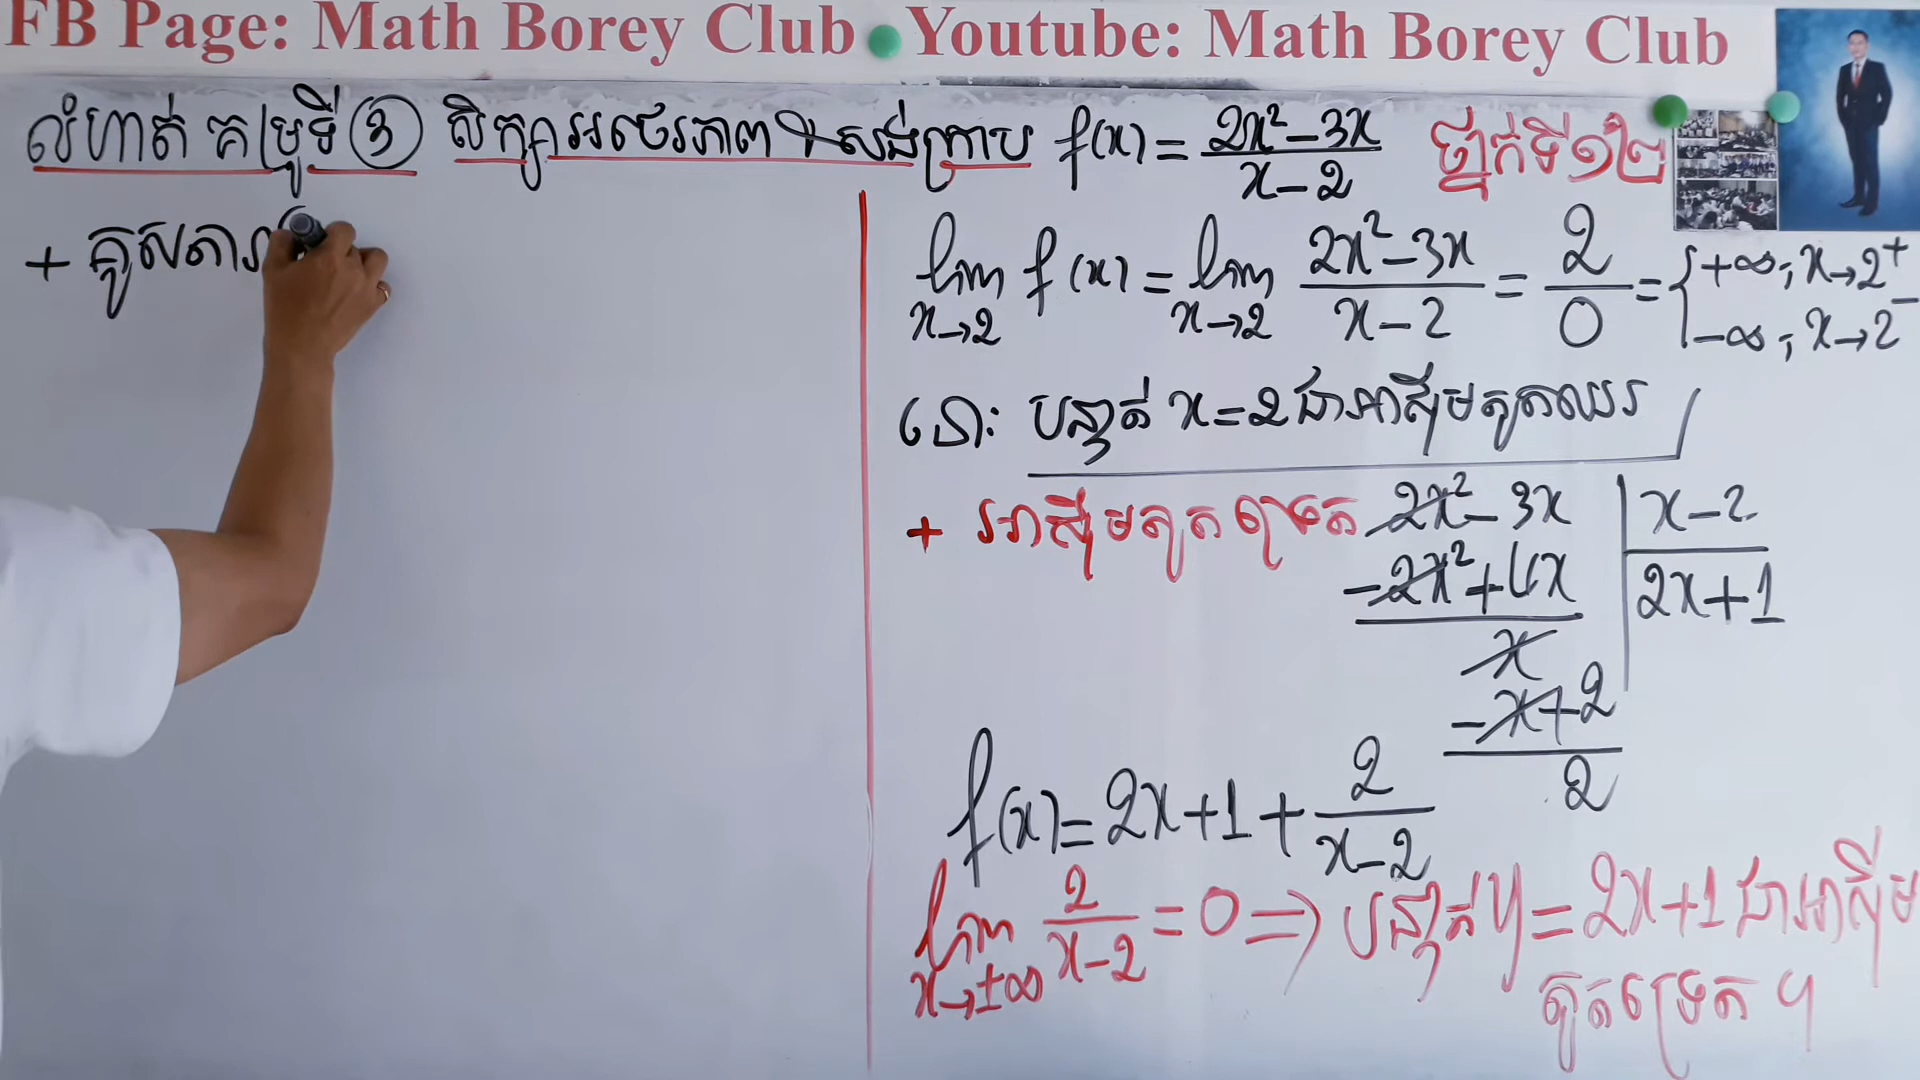 FB Page: Math Borey Club Youtube: Math Borey Club
លំហាត់ គម្រូទី ③ សិក្សាអថេរភាព & សង់ក្រាប f(x) = (2x² - 3x)/(x - 2) ថ្នាក់ទី១២
+ គូសតារ
lim x→2 f(x) = lim x→2 (2x² - 3x)/(x - 2) = 2/0 = { +∞; x→2⁺
-∞; x→2⁻
នោះ បន្ទាត់ x = 2 ជាអាស៊ីមតូតឈរ
+ អាស៊ីមតូតទ្រេត 2x² - 3x | x - 2
-2x² + 4x | 2x + 1
x
-x + 2
2
f(x) = 2x + 1 + 2/(x - 2)
lim x→±∞ 2/(x - 2) = 0 ⇒ បន្ទាត់ y = 2x + 1 ជាអាស៊ីម
តូតទ្រេត ។